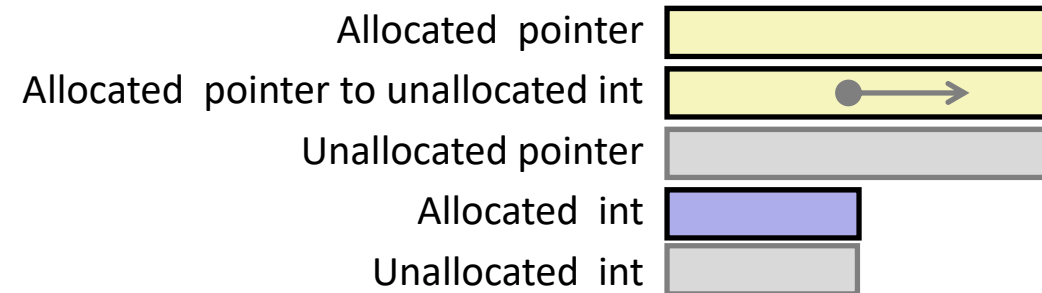 Allocated pointer
Allocated pointer to unallocated int
Unallocated pointer
Allocated int
Unallocated int